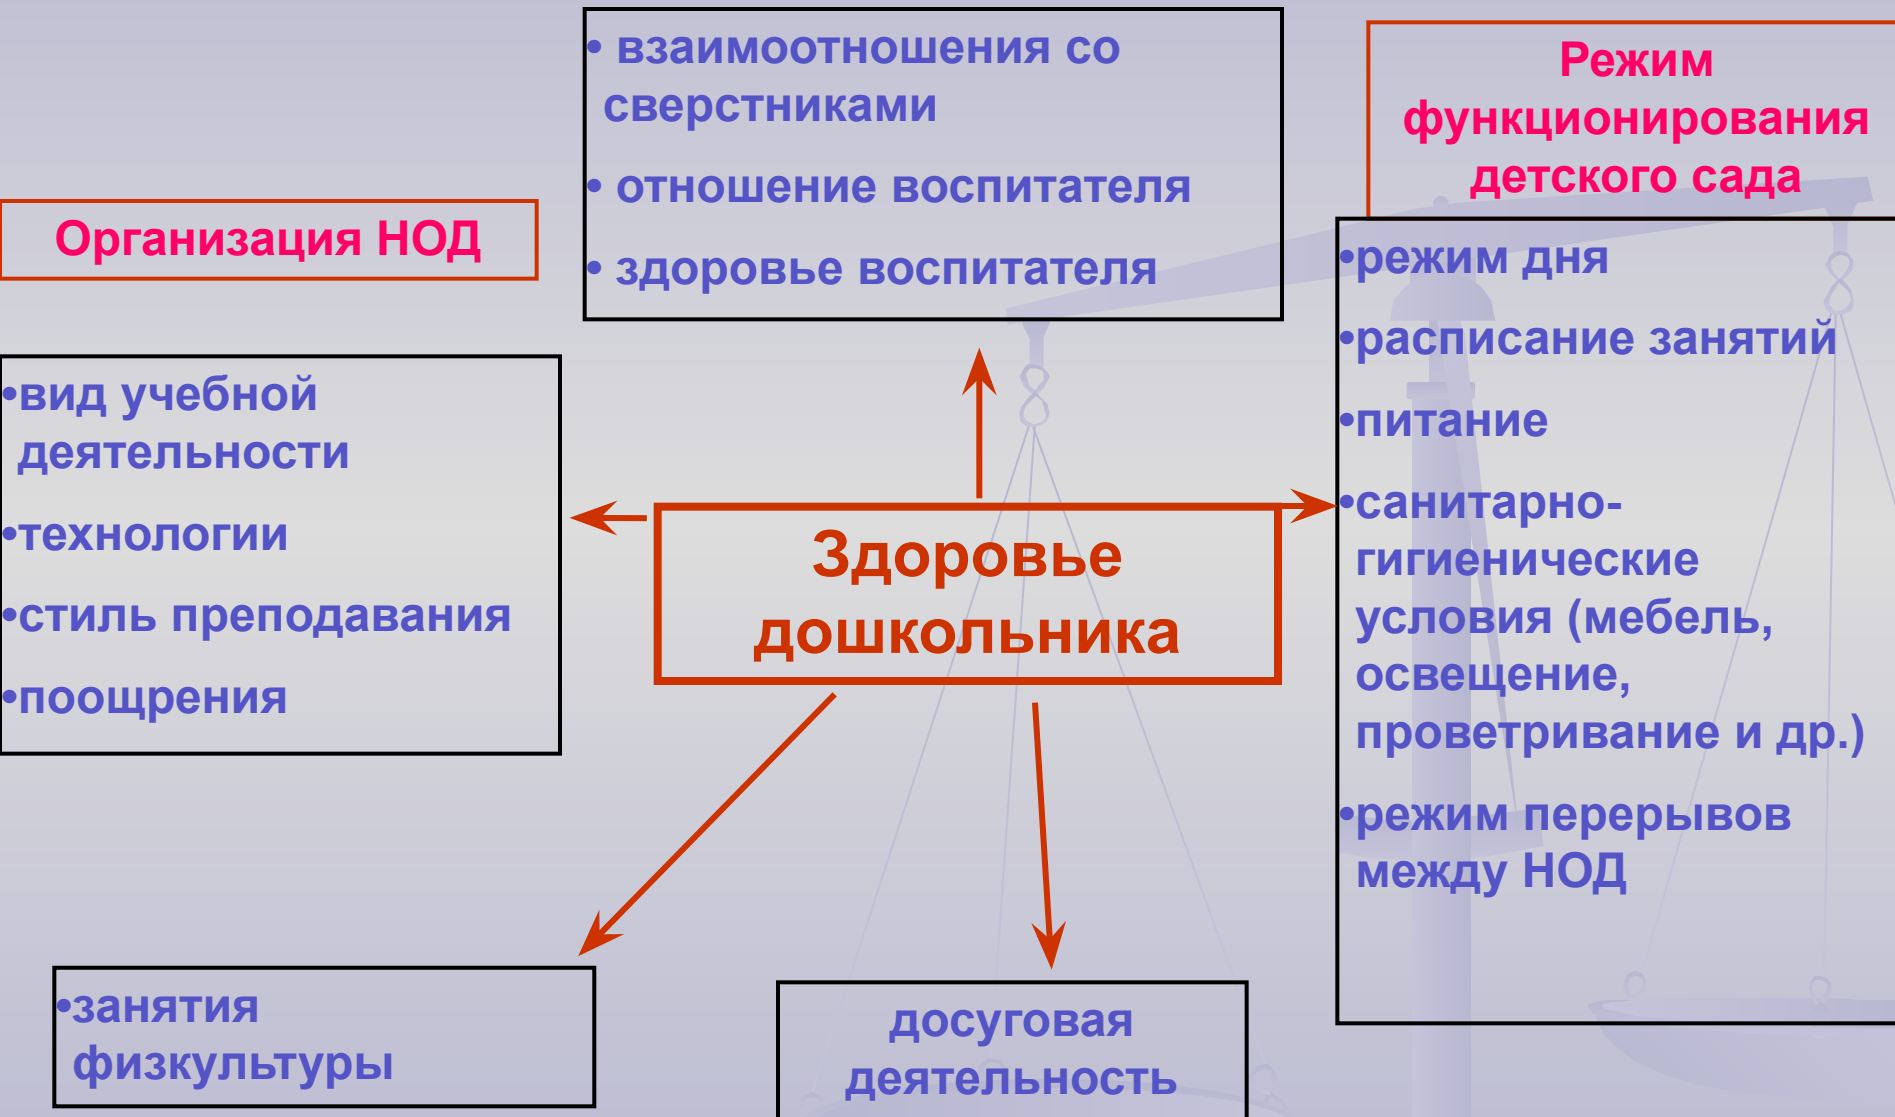 • взаимоотношения со
сверстниками
• отношение воспитателя
• здоровье воспитателя
Режим
функционирования
детского сада
Организация НОД
•вид учебной
деятельности
•технологии
•стиль преподавания
•поощрения
Здоровье
дошкольника
•режим дня
•расписание занятий
•питание
•санитарно-
гигиенические
условия (мебель,
освещение,
проветривание и др.)
•режим перерывов
между НОД
•занятия
физкультуры
досуговая
деятельность